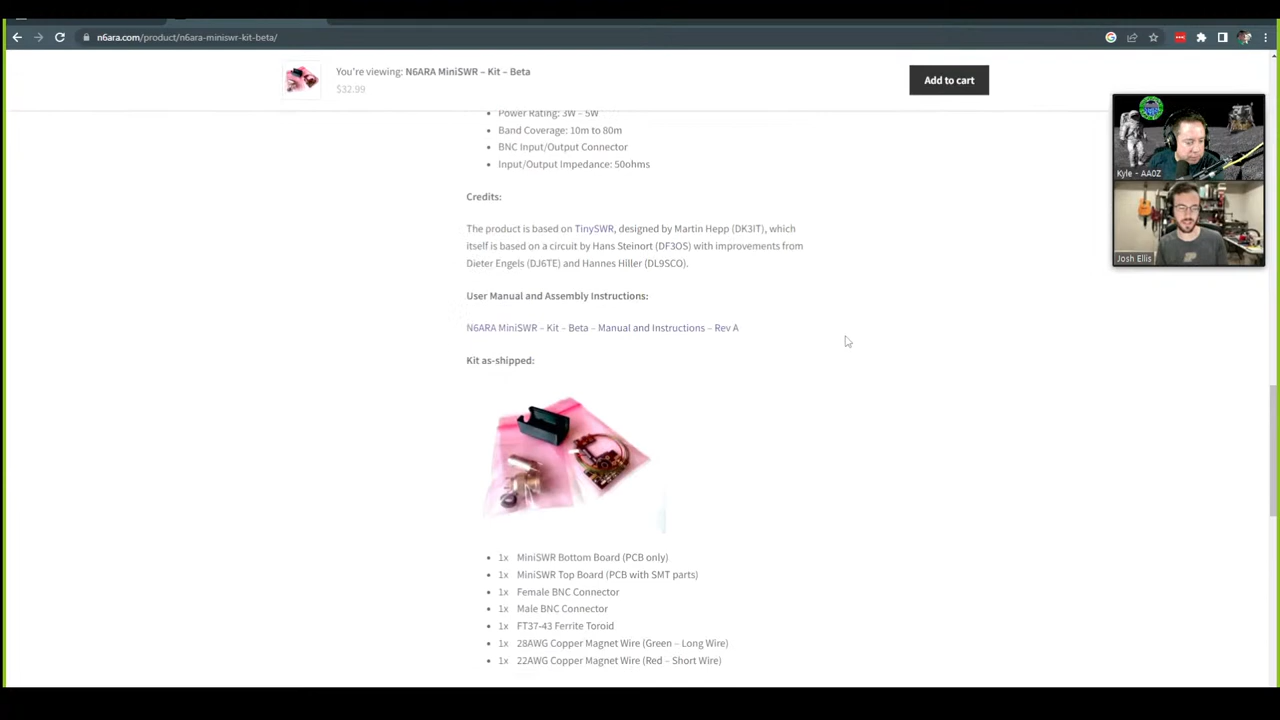 n6ara.com/product/n6ara-miniswr-kit-beta/
You're viewing: N6ARA MiniSWR – Kit – Beta
$32.99
Add to cart
Power Rating: 3W – 5W
Band Coverage: 10m to 80m
BNC Input/Output Connector
Input/Output Impedance: 50ohms
Kyle - AA0Z
Credits:
The product is based on TinySWR, designed by Martin Hepp (DK3IT), which
itself is based on a circuit by Hans Steinort (DF3OS) with improvements from
Dieter Engels (DJ6TE) and Hannes Hiller (DL9SCO).
Josh Ellis
User Manual and Assembly Instructions:
N6ARA MiniSWR – Kit – Beta – Manual and Instructions – Rev A
Kit as-shipped:
1x MiniSWR Bottom Board (PCB only)
1x MiniSWR Top Board (PCB with SMT parts)
1x Female BNC Connector
1x Male BNC Connector
1x FT37-43 Ferrite Toroid
1x 28AWG Copper Magnet Wire (Green – Long Wire)
1x 22AWG Copper Magnet Wire (Red – Short Wire)